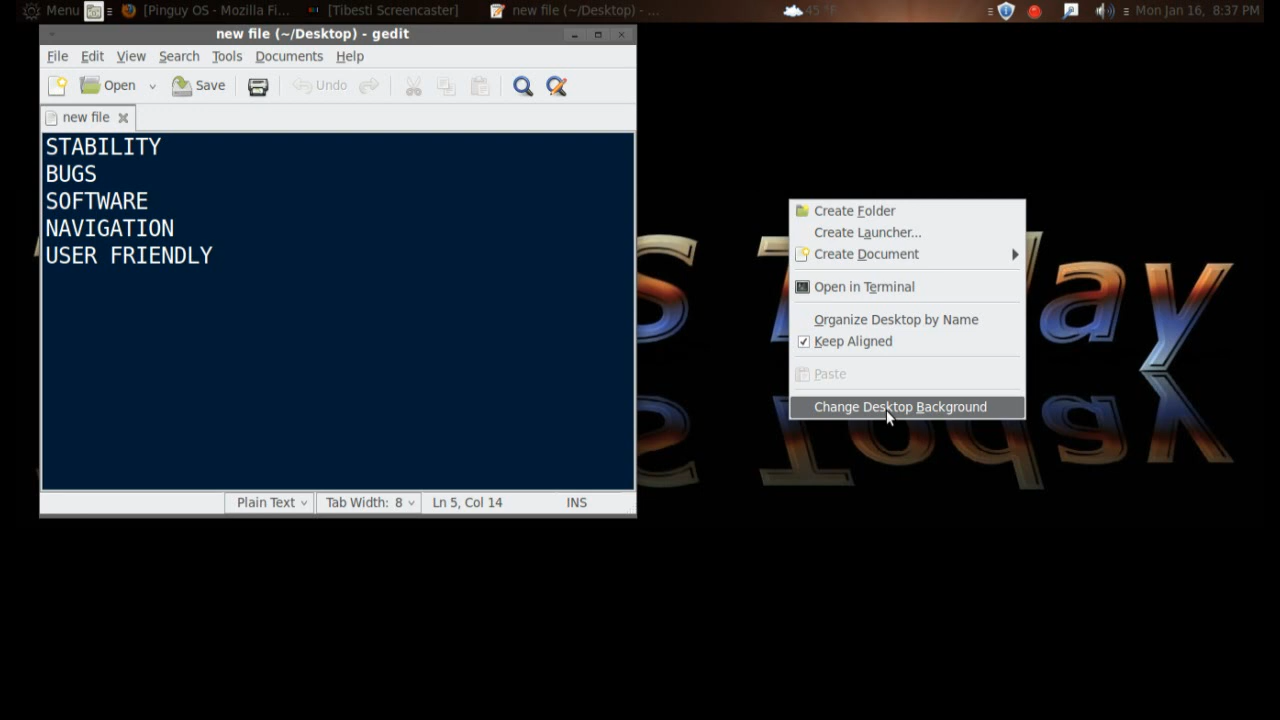 Menu [Pinguy OS - Mozilla Fi... [Tibesti Screencaster] new file (~/Desktop) - ... 45 °F Mon Jan 16, 8:37 PM
new file (~/Desktop) - gedit
File Edit View Search Tools Documents Help
Open Save Undo
new file
STABILITY
BUGS
SOFTWARE
NAVIGATION
USER FRIENDLY
Plain Text Tab Width: 8 Ln 5, Col 14 INS
Create Folder
Create Launcher...
Create Document
Open in Terminal
Organize Desktop by Name
Keep Aligned
Paste
Change Desktop Background